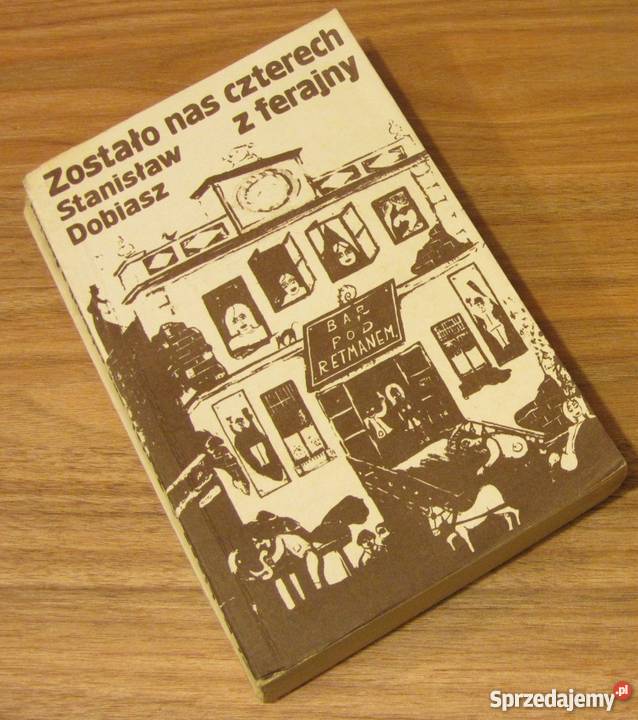 Zostało nas czterech
z ferajny
Stanisław
Dobiasz
BAR
POD
RETMANEM
Sprzedajemy.pl